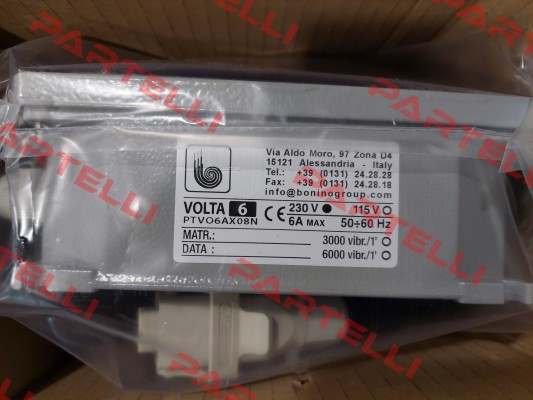 PARTELLI
PARTELLI
PARTELLI
Via Aldo Moro, 97 Zona D4
15121 Alessandria - Italy
Tel.: +39 (0131) 24.28.28
Fax: +39 (0131) 24.28.18
info@boninogroup.com
VOLTA 6 CE 230 V 115 V
PTVO6AX08N 6A MAX 50÷60 Hz
MATR.: 3000 vibr./1'
DATA : 6000 vibr./1'
PARTELLI
PARTELLI
PARTELLI